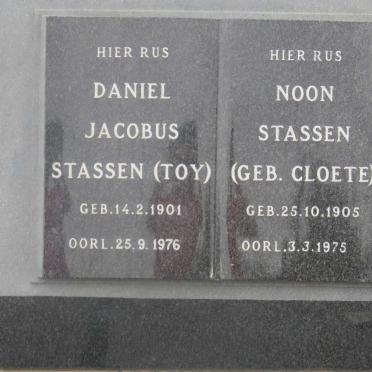 HIER RUS
DANIEL
JACOBUS
STASSEN (TOY)
GEB.14.2.1901
OORL.25.9.1976
HIER RUS
NOON
STASSEN
(GEB. CLOETE)
GEB.25.10.1905
OORL.3.3.1975